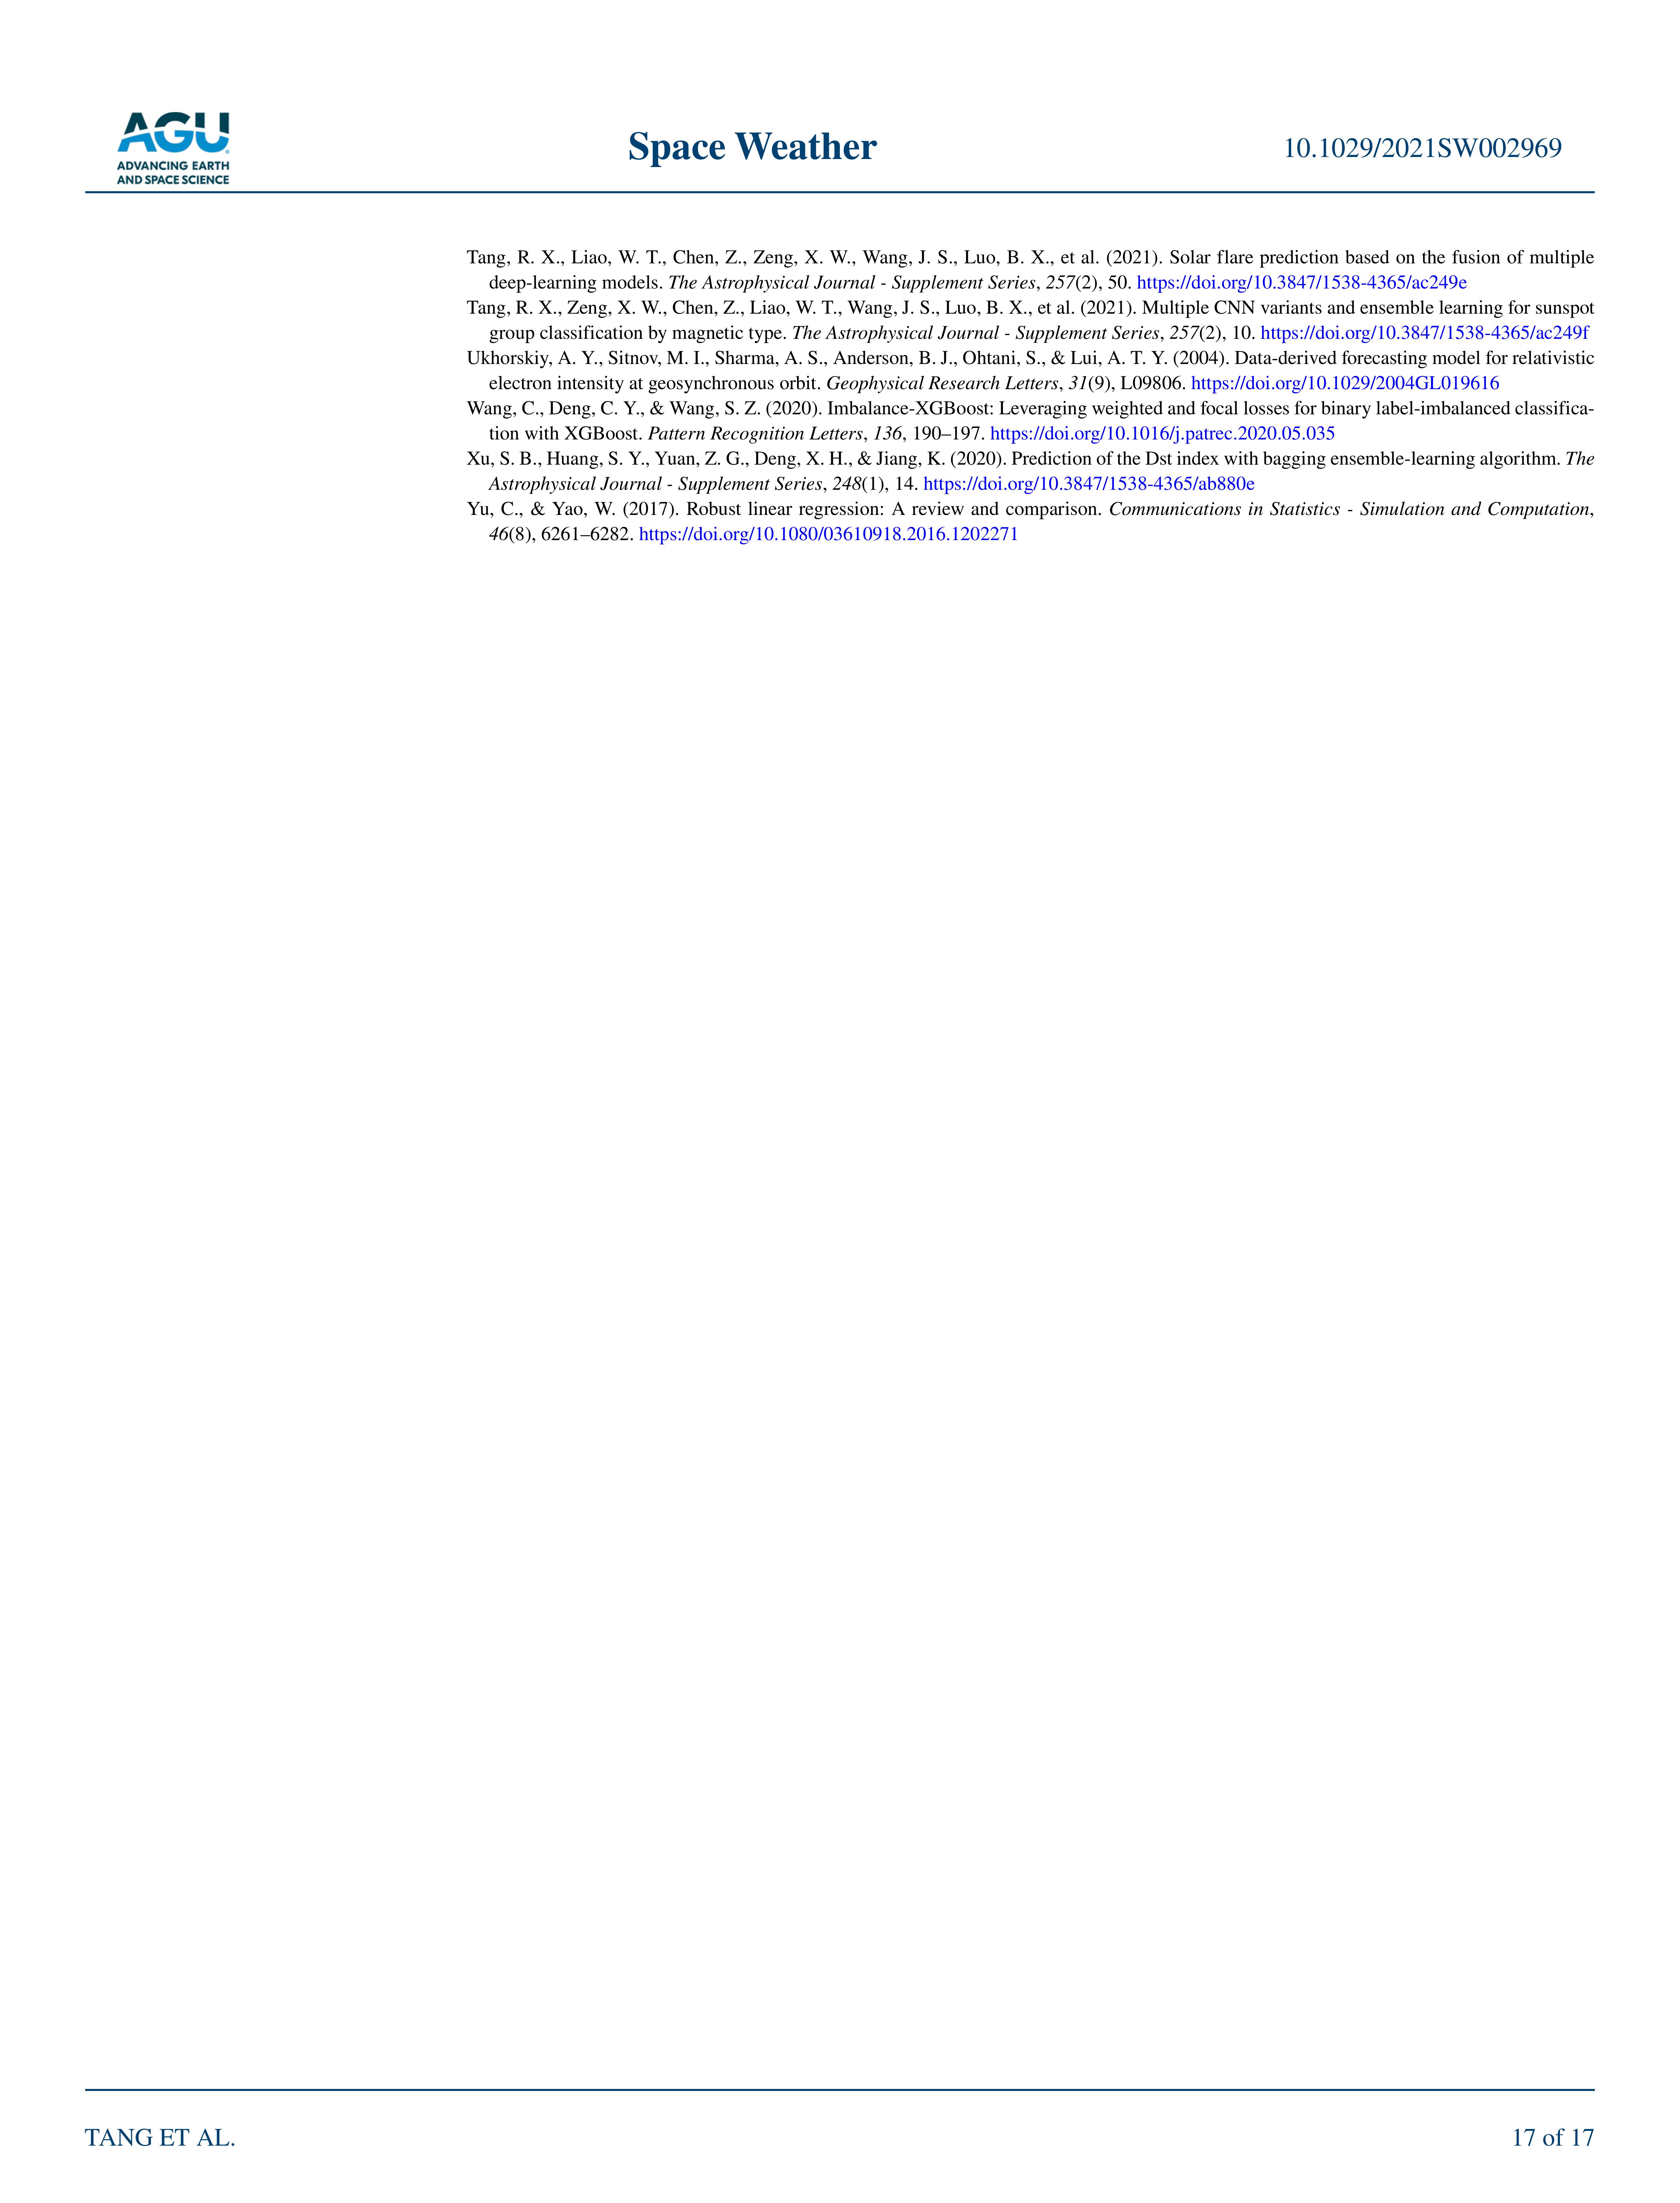 AGU
ADVANCING EARTH
AND SPACE SCIENCE
Space Weather
10.1029/2021SW002969
Tang, R. X., Liao, W. T., Chen, Z., Zeng, X. W., Wang, J. S., Luo, B. X., et al. (2021). Solar flare prediction based on the fusion of multiple
deep-learning models. The Astrophysical Journal - Supplement Series, 257(2), 50. https://doi.org/10.3847/1538-4365/ac249e
Tang, R. X., Zeng, X. W., Chen, Z., Liao, W. T., Wang, J. S., Luo, B. X., et al. (2021). Multiple CNN variants and ensemble learning for sunspot
group classification by magnetic type. The Astrophysical Journal - Supplement Series, 257(2), 10. https://doi.org/10.3847/1538-4365/ac249f
Ukhorskiy, A. Y., Sitnov, M. I., Sharma, A. S., Anderson, B. J., Ohtani, S., & Lui, A. T. Y. (2004). Data-derived forecasting model for relativistic
electron intensity at geosynchronous orbit. Geophysical Research Letters, 31(9), L09806. https://doi.org/10.1029/2004GL019616
Wang, C., Deng, C. Y., & Wang, S. Z. (2020). Imbalance-XGBoost: Leveraging weighted and focal losses for binary label-imbalanced classifica-
tion with XGBoost. Pattern Recognition Letters, 136, 190–197. https://doi.org/10.1016/j.patrec.2020.05.035
Xu, S. B., Huang, S. Y., Yuan, Z. G., Deng, X. H., & Jiang, K. (2020). Prediction of the Dst index with bagging ensemble-learning algorithm. The
Astrophysical Journal - Supplement Series, 248(1), 14. https://doi.org/10.3847/1538-4365/ab880e
Yu, C., & Yao, W. (2017). Robust linear regression: A review and comparison. Communications in Statistics - Simulation and Computation,
46(8), 6261–6282. https://doi.org/10.1080/03610918.2016.1202271
TANG ET AL.
17 of 17